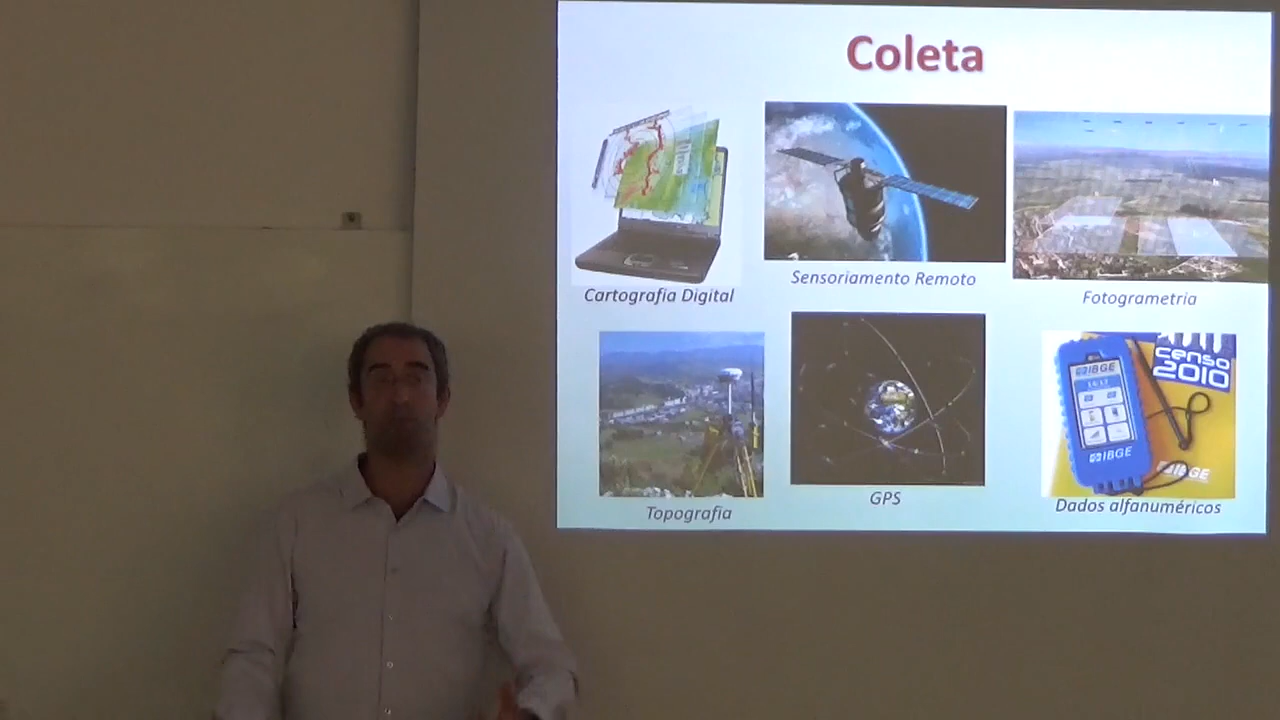 Coleta
Cartografia Digital
Sensoriamento Remoto
Fotogrametria
censo
2010
IBGE
IBGE
IBGE
Topografia
GPS
Dados alfanuméricos